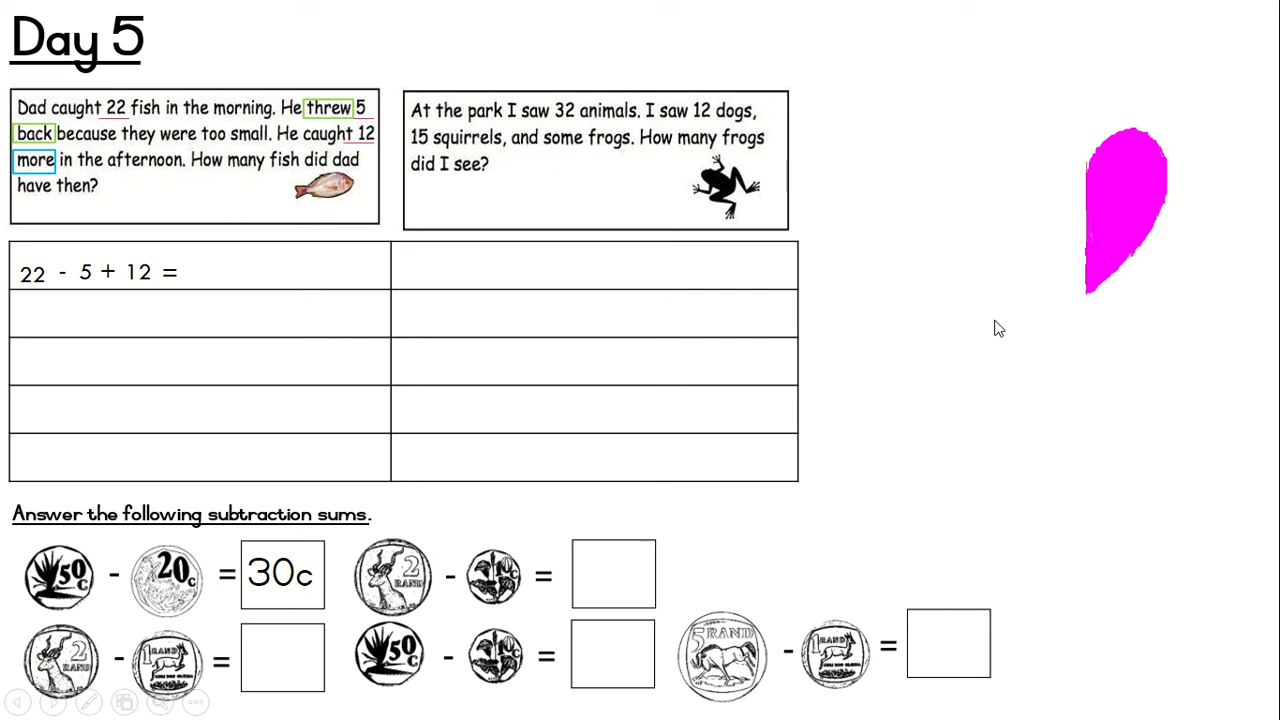 Day 5
Dad caught 22 fish in the morning. He threw 5
back because they were too small. He caught 12
more in the afternoon. How many fish did dad
have then?
At the park I saw 32 animals. I saw 12 dogs,
15 squirrels, and some frogs. How many frogs
did I see?
22 - 5 + 12 =
Answer the following subtraction sums.
50c - 20c = 30c
2 RAND - 10c =
2 RAND - 1 RAND =
50c - 10c =
5 RAND - 1 RAND =